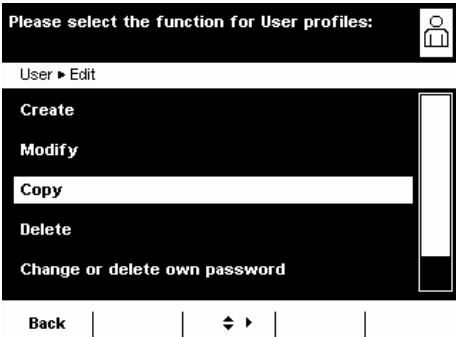 Please select the function for User profiles:
User ▸ Edit
Create
Modify
Copy
Delete
Change or delete own password
Back